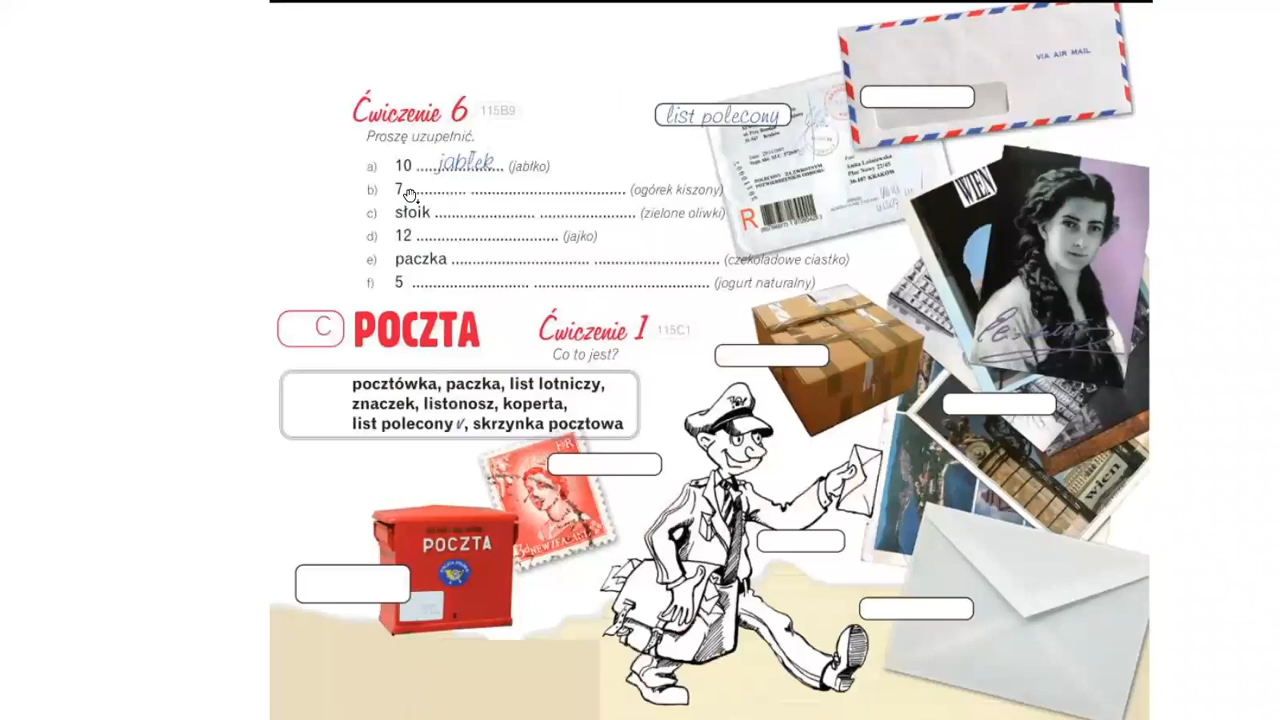 VIA AIR MAIL
Ćwiczenie 6 115B9
list polecony
Proszę uzupełnić.
a) 10 .....jabłek.. (jabłko)
b) 7............. ..................................... (ogórek kiszony)
c) słoik ........................ ....................... (zielone oliwki)
d) 12 .................................. (jajko)
e) paczka ................................. .............................. (czekoladowe ciastko)
f) 5 ............................ .......................................... (jogurt naturalny)
R
WIEN
C POCZTA
Ćwiczenie 1 115C1
Co to jest?
pocztówka, paczka, list lotniczy,
znaczek, listonosz, koperta,
list polecony √, skrzynka pocztowa
wien
POCZTA